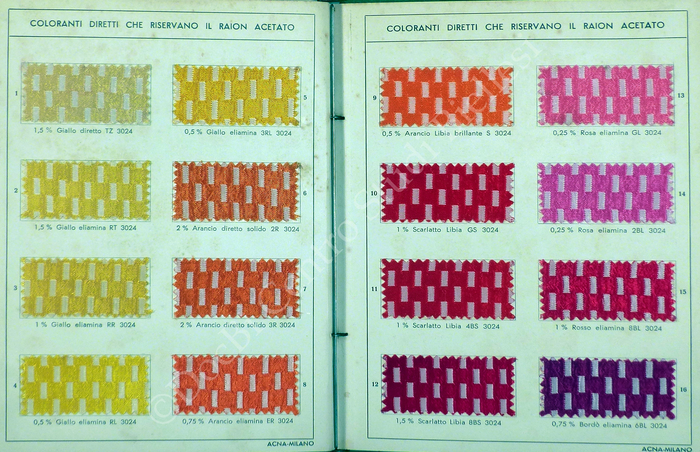 COLORANTI DIRETTI CHE RISERVANO IL RAION ACETATO
1
1,5 % Giallo diretto TZ 3024
2
1,5 % Giallo eliamina RT 3024
3
1 % Giallo eliamina RR 3024
4
0,5 % Giallo eliamina RL 3024
5
0,5 % Giallo eliamina 3RL 3024
6
2 % Arancio diretto solido 2R 3024
7
2 % Arancio diretto solido 3R 3024
8
0,75 % Arancio eliamina ER 3024
ACNA-MILANO
COLORANTI DIRETTI CHE RISERVANO IL RAION ACETATO
9
0,5 % Arancio Libia brillante S 3024
10
1 % Scarlatto Libia GS 3024
11
1 % Scarlatto Libia 4BS 3024
12
1,5 % Scarlatto Libia 8BS 3024
13
0,25 % Rosa eliamina GL 3024
14
0,25 % Rosa eliamina 2BL 3024
15
1 % Rosso eliamina 8BL 3024
16
0,75 % Bordò eliamina 6BL 3024
ACNA-MILANO